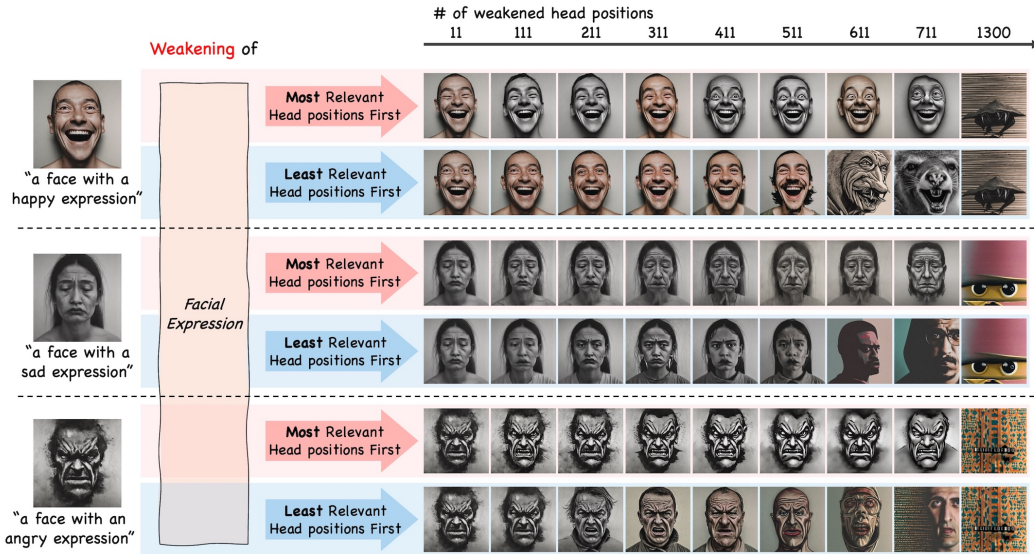 # of weakened head positions
11 111 211 311 411 511 611 711 1300
Weakening of
Facial
Expression
"a face with a
happy expression"
Most Relevant
Head positions First
Least Relevant
Head positions First
"a face with a
sad expression"
Most Relevant
Head positions First
Least Relevant
Head positions First
"a face with an
angry expression"
Most Relevant
Head positions First
Least Relevant
Head positions First